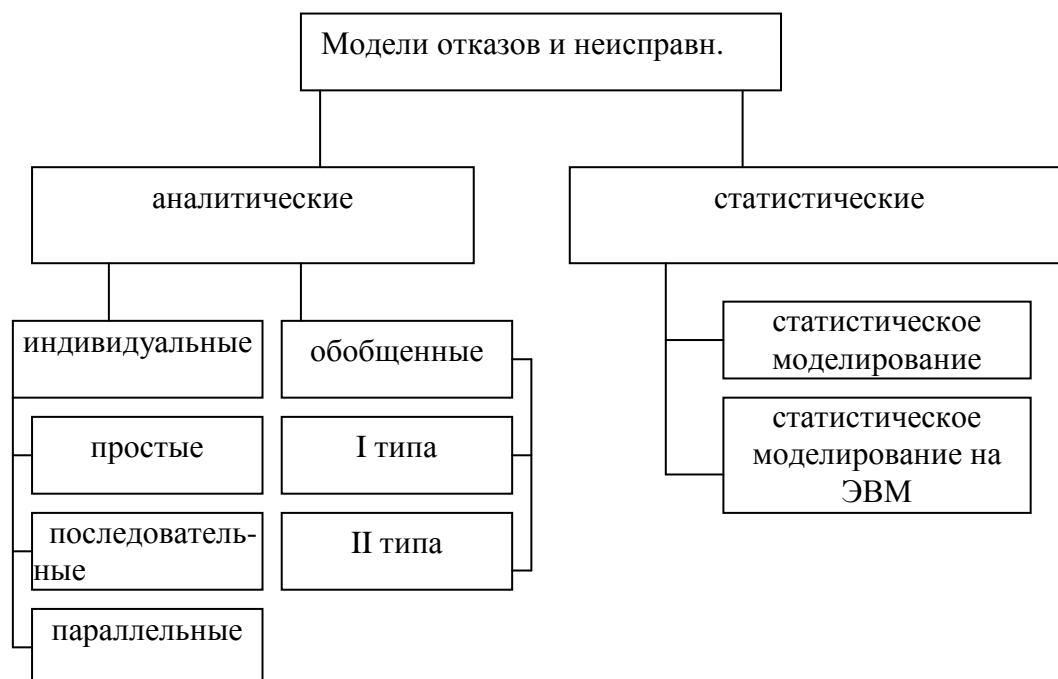 Модели отказов и неисправн.
аналитические
статистические
индивидуальные
обобщенные
статистическое
моделирование
простые
I типа
статистическое
моделирование на
ЭВМ
последователь-
ные
II типа
параллельные